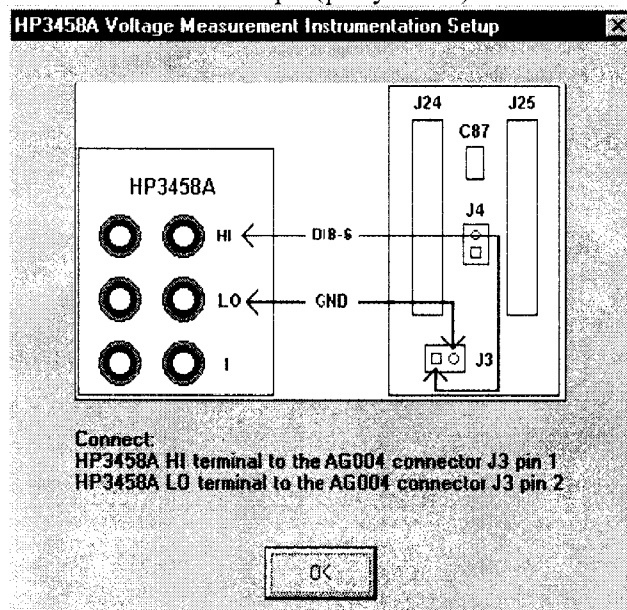 HP3458A Voltage Measurement Instrumentation Setup
J24
J25
C87
HP3458A
J4
HI
DIB-S
LO
GND
I
J3
Connect:
HP3458A HI terminal to the AG004 connector J3 pin 1
HP3458A LO terminal to the AG004 connector J3 pin 2
OK